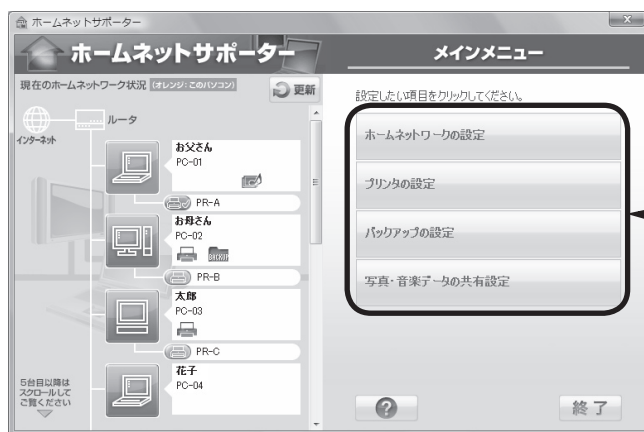 ホームネットサポーター
ホームネットサポーター
現在のホームネットワーク状況 (オレンジ:このパソコン)
更新
インターネット
ルータ
お父さん
PC-01
PR-A
お母さん
PC-02
BACKUP
PR-B
太郎
PC-03
PR-C
花子
PC-04
5台目以降は
スクロールして
ご覧ください
メインメニュー
設定したい項目をクリックしてください。
ホームネットワークの設定
プリンタの設定
バックアップの設定
写真・音楽データの共有設定
?
終了